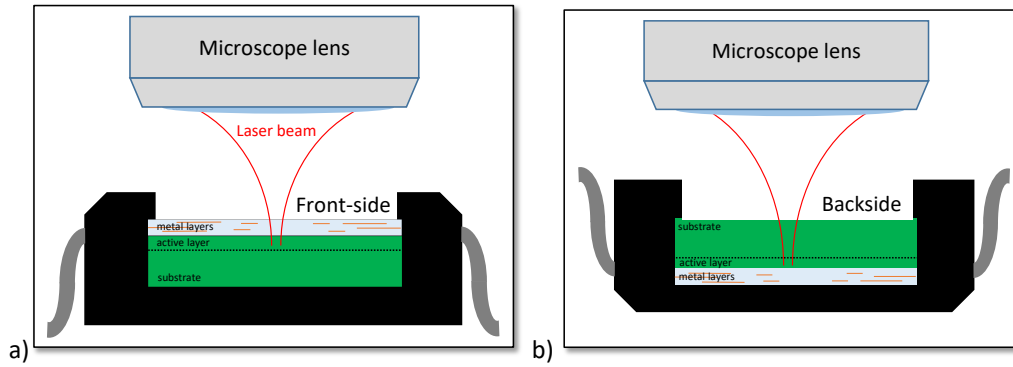 Microscope lens
Laser beam
Front-side
metal layers
active layer
substrate
a)
Microscope lens
Backside
substrate
active layer
metal layers
b)